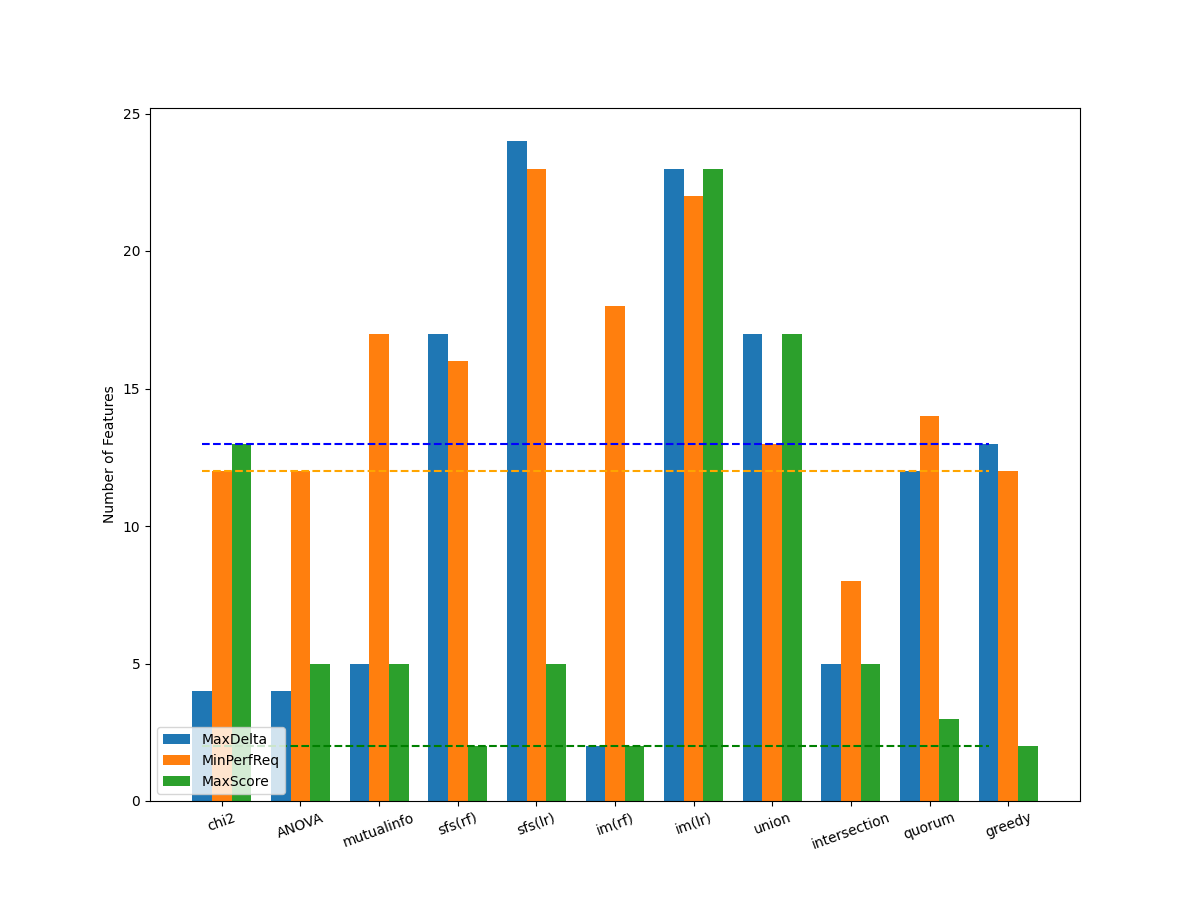 25
20
15
10
5
0
Number of Features
MaxDelta
MinPerfReq
MaxScore
chi2
ANOVA
mutualinfo
sfs(rf)
sfs(lr)
im(rf)
im(lr)
union
intersection
quorum
greedy